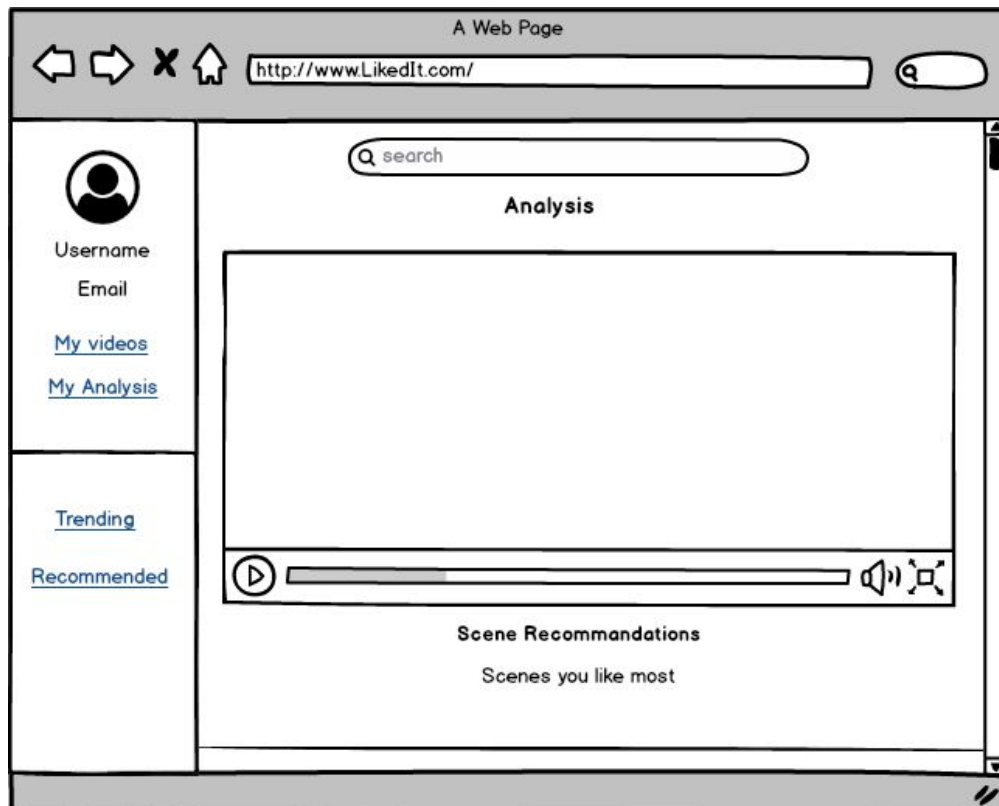 A Web Page
http://www.LikedIt.com/
search
Analysis
Username
Email
My videos
My Analysis
Trending
Recommended
Scene Recommandations
Scenes you like most